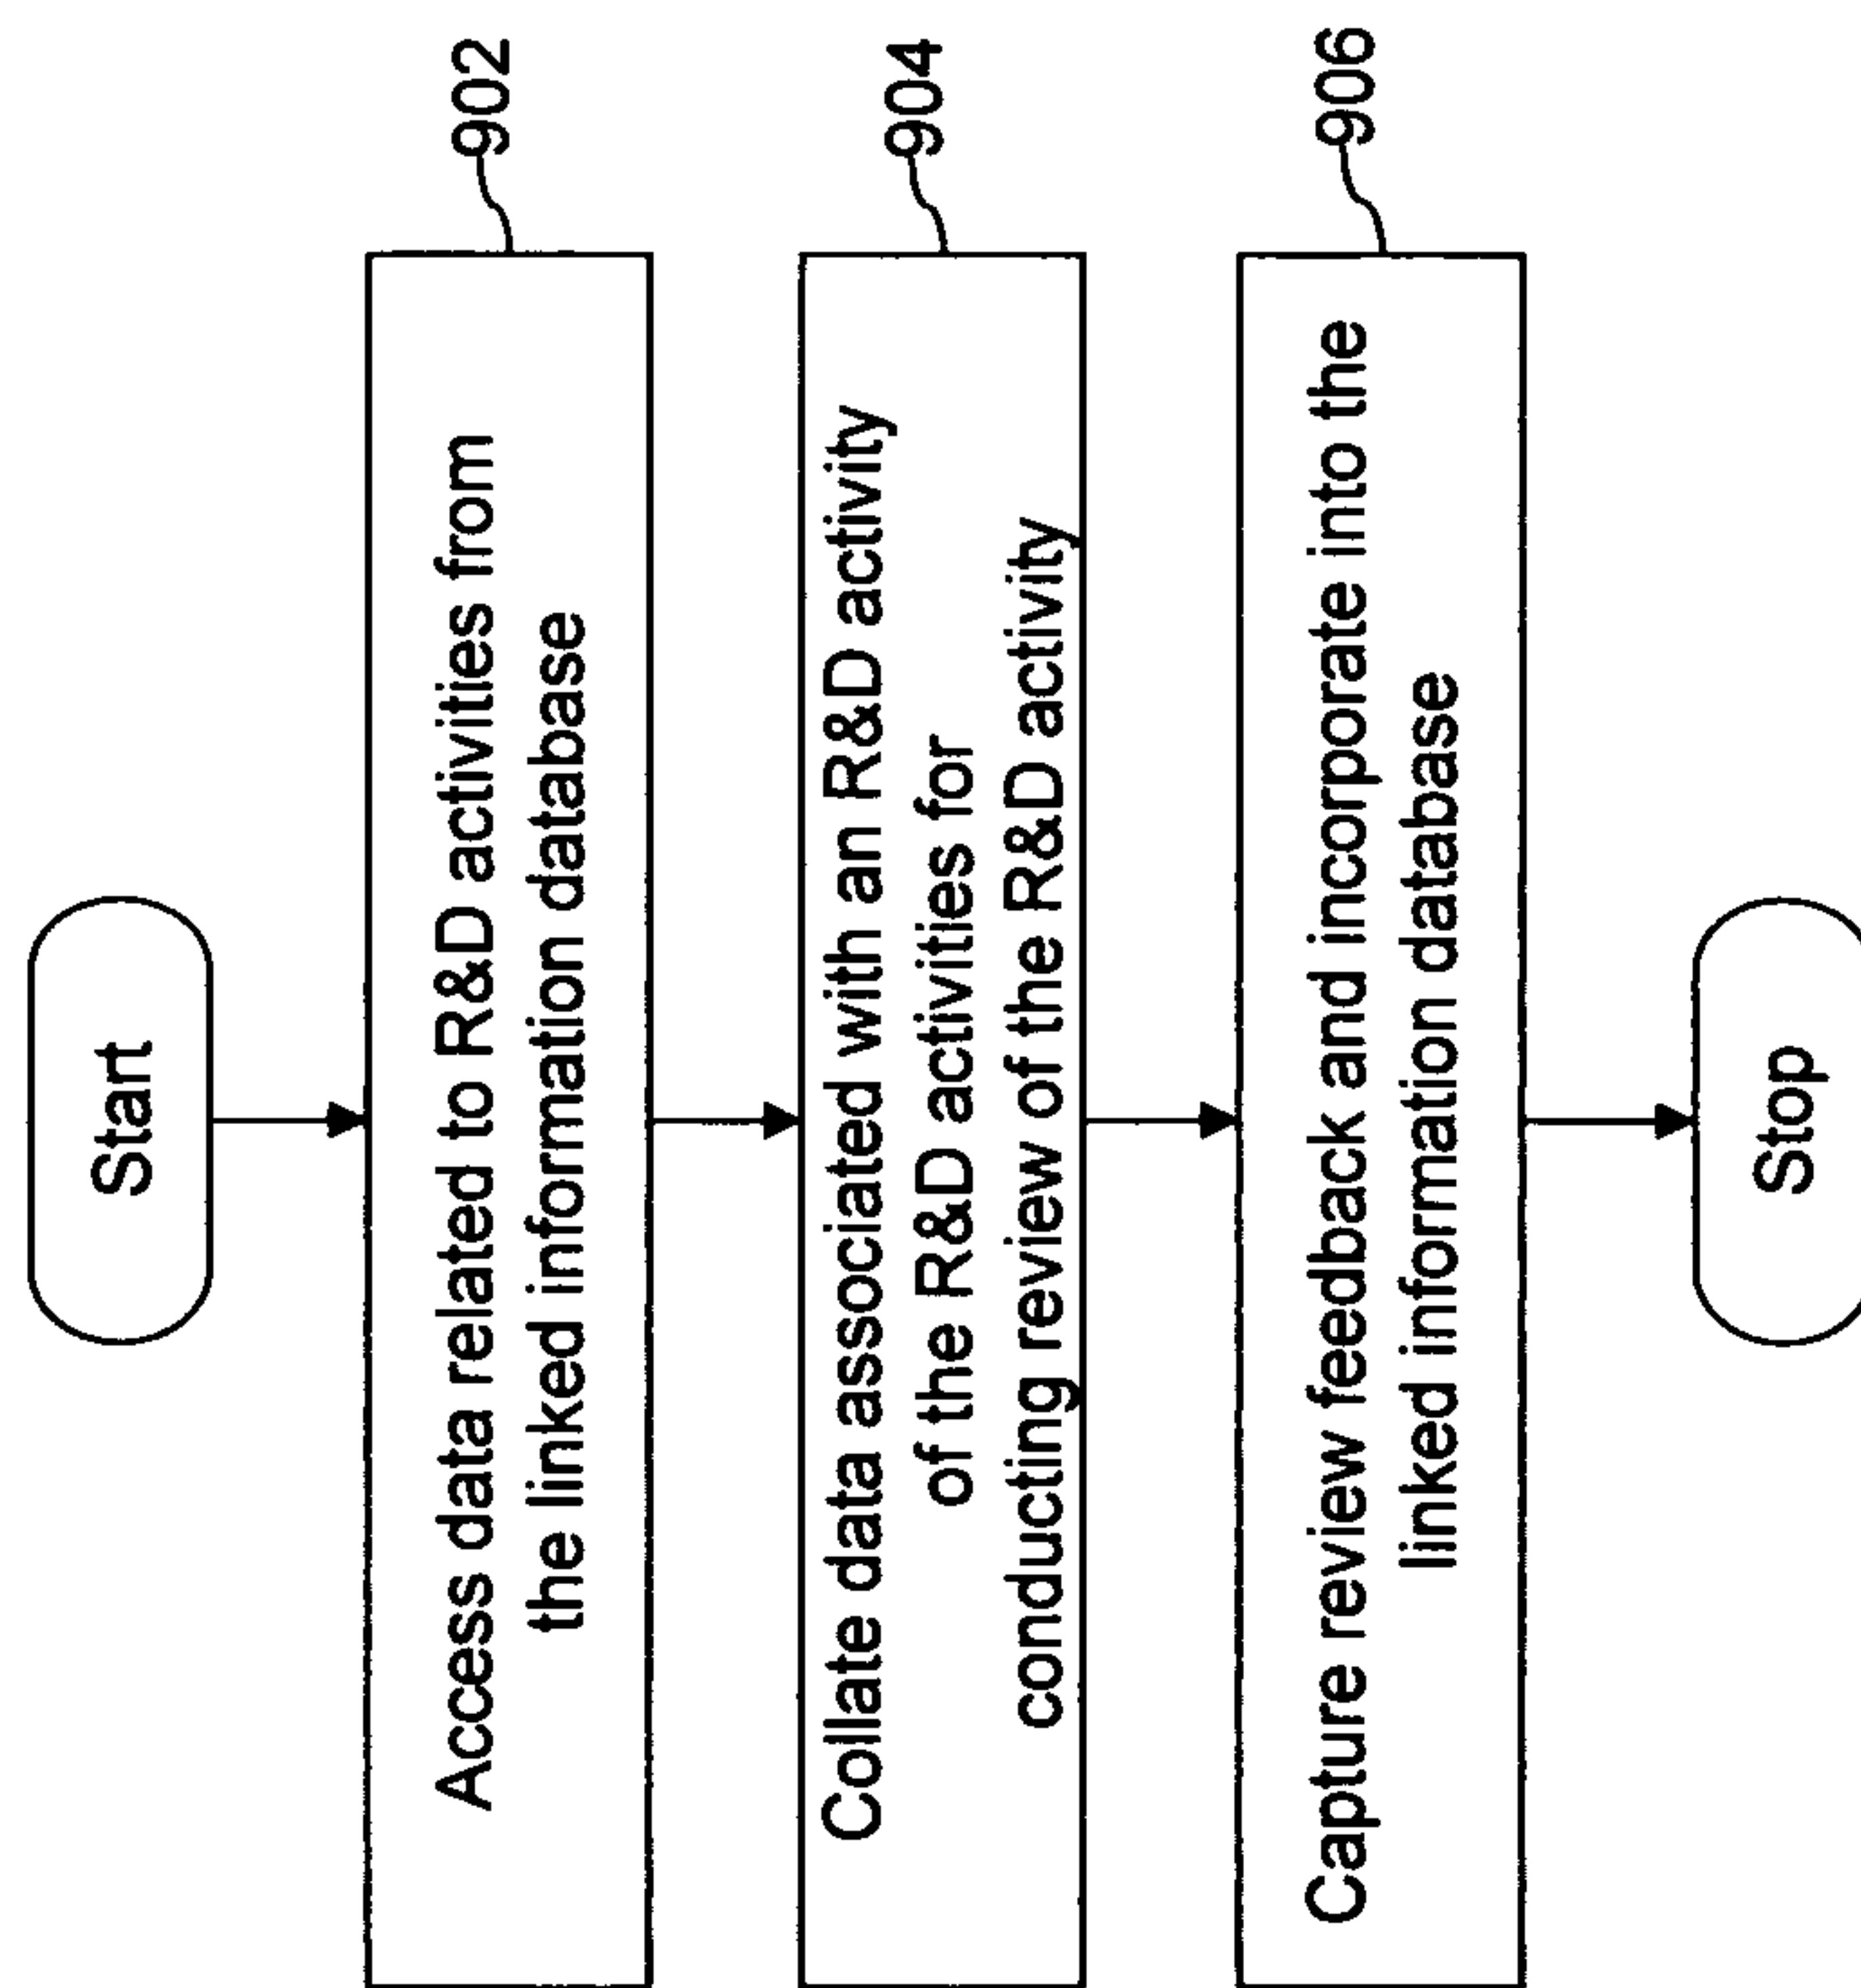 Start
Access data related to R&D activities from
the linked information database
902
Collate data associated with an R&D activity
of the R&D activities for
conducting review of the R&D activity
904
Capture review feedback and incorporate into the
linked information database
906
Stop